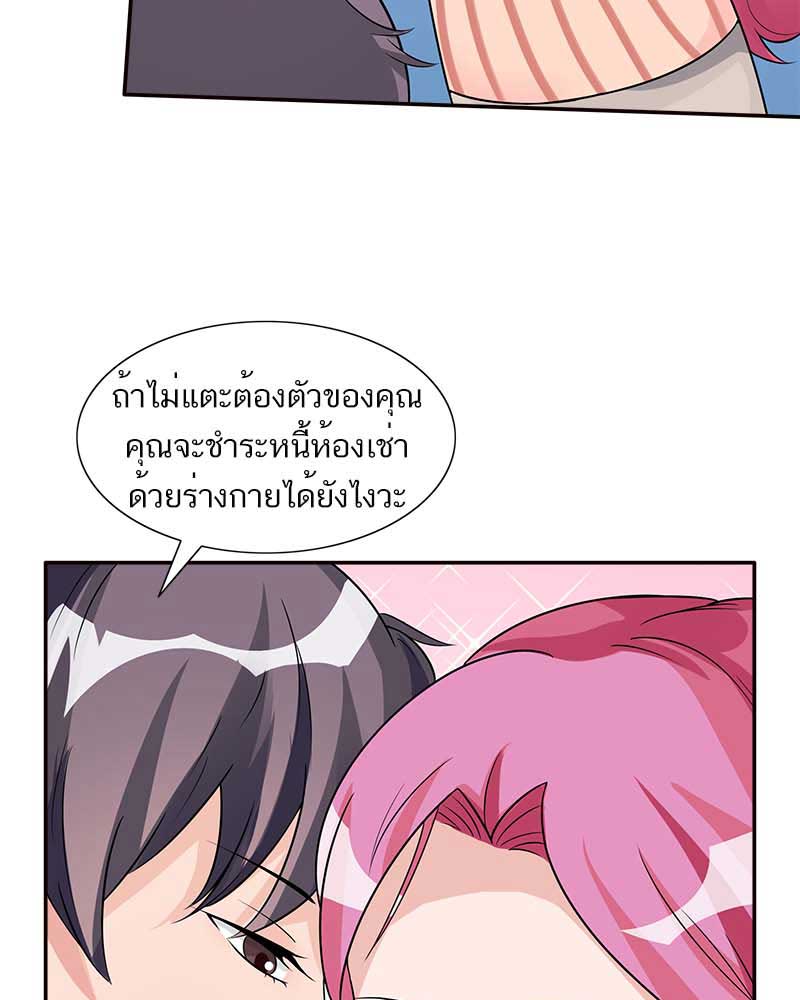 ถ้าไม่แตะต้องตัวของคุณ
คุณจะชำระหนี้ห้องเช่า
ด้วยร่างกายได้ยังไงวะ